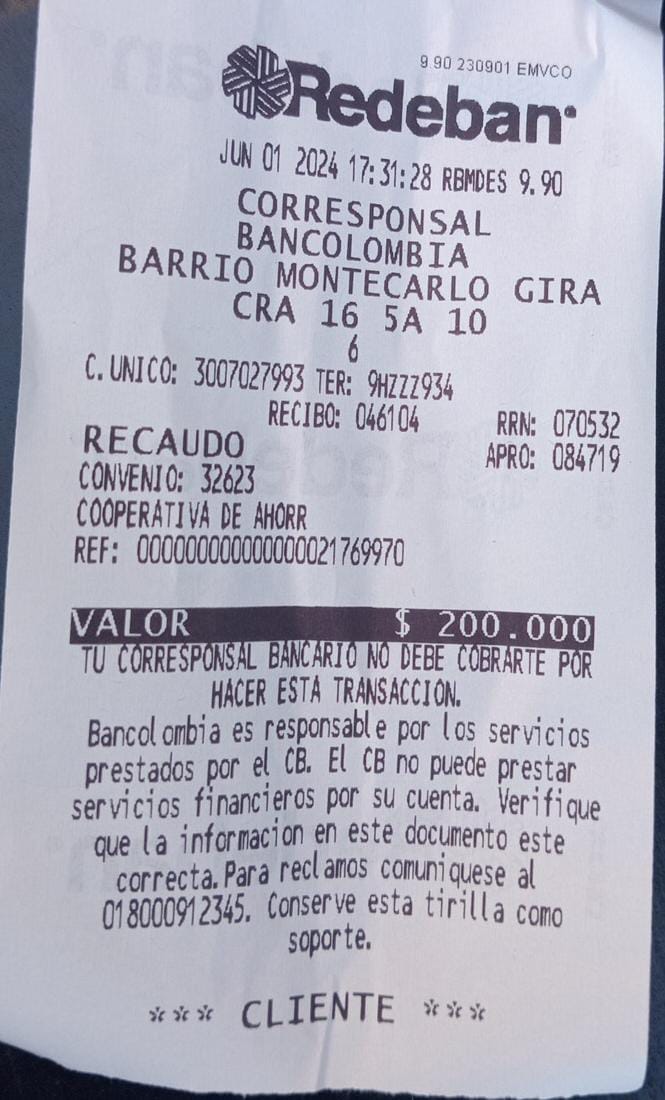 9.90 230901 EMVCO
Redeban
JUN 01 2024 17:31:28 RBMDES 9.90
CORRESPONSAL
BANCOLOMBIA
BARRIO MONTECARLO GIRA
CRA 16 5A 10
6
C.UNICO: 3007027993 TER: 9HZZZ934
RECIBO: 046104 RRN: 070532
RECAUDO APRO: 084719
CONVENIO: 32623
COOPERATIVA DE AHORR
REF: 000000000000000021769970
VALOR $ 200.000
TU CORRESPONSAL BANCARIO NO DEBE COBRARTE POR
HACER ESTA TRANSACCION.
Bancolombia es responsable por los servicios
prestados por el CB. El CB no puede prestar
servicios financieros por su cuenta. Verifique
que la informacion en este documento este
correcta.Para reclamos comuniquese al
018000912345. Conserve esta tirilla como
soporte.
*** CLIENTE ***